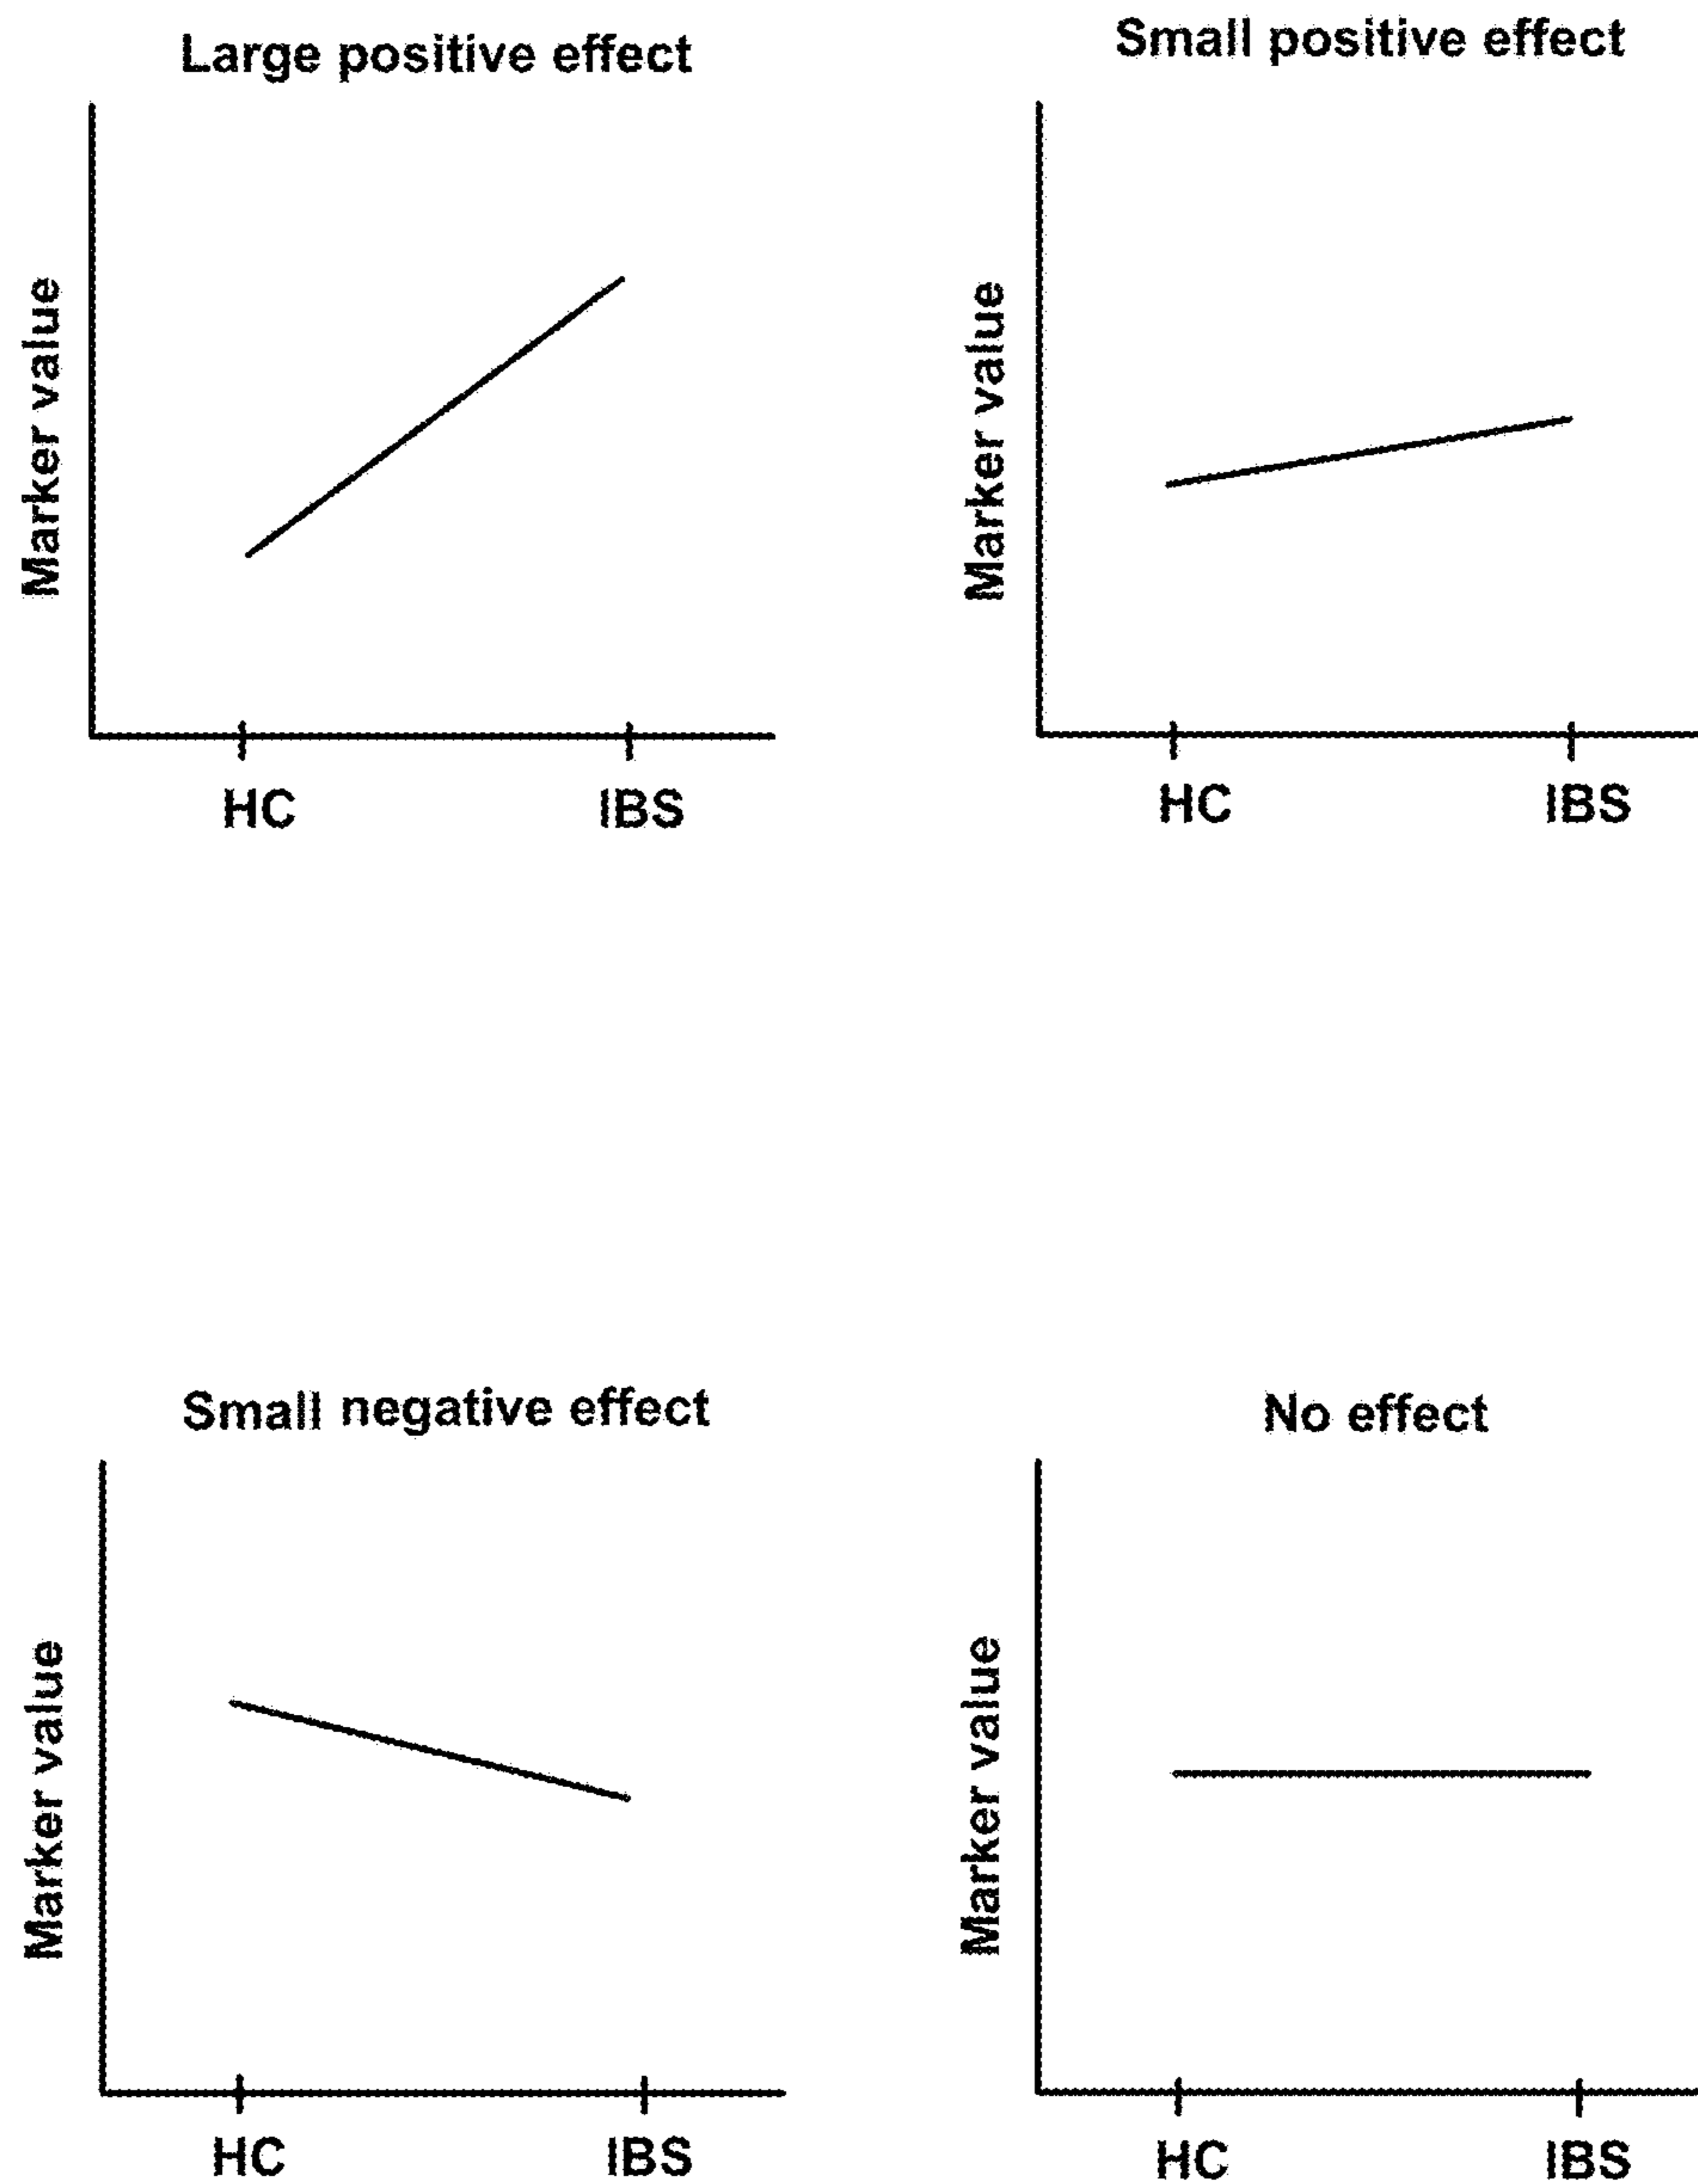 Large positive effect
Marker value
HC IBS
Small positive effect
Marker value
HC IBS
Small negative effect
Marker value
HC IBS
No effect
Marker value
HC IBS